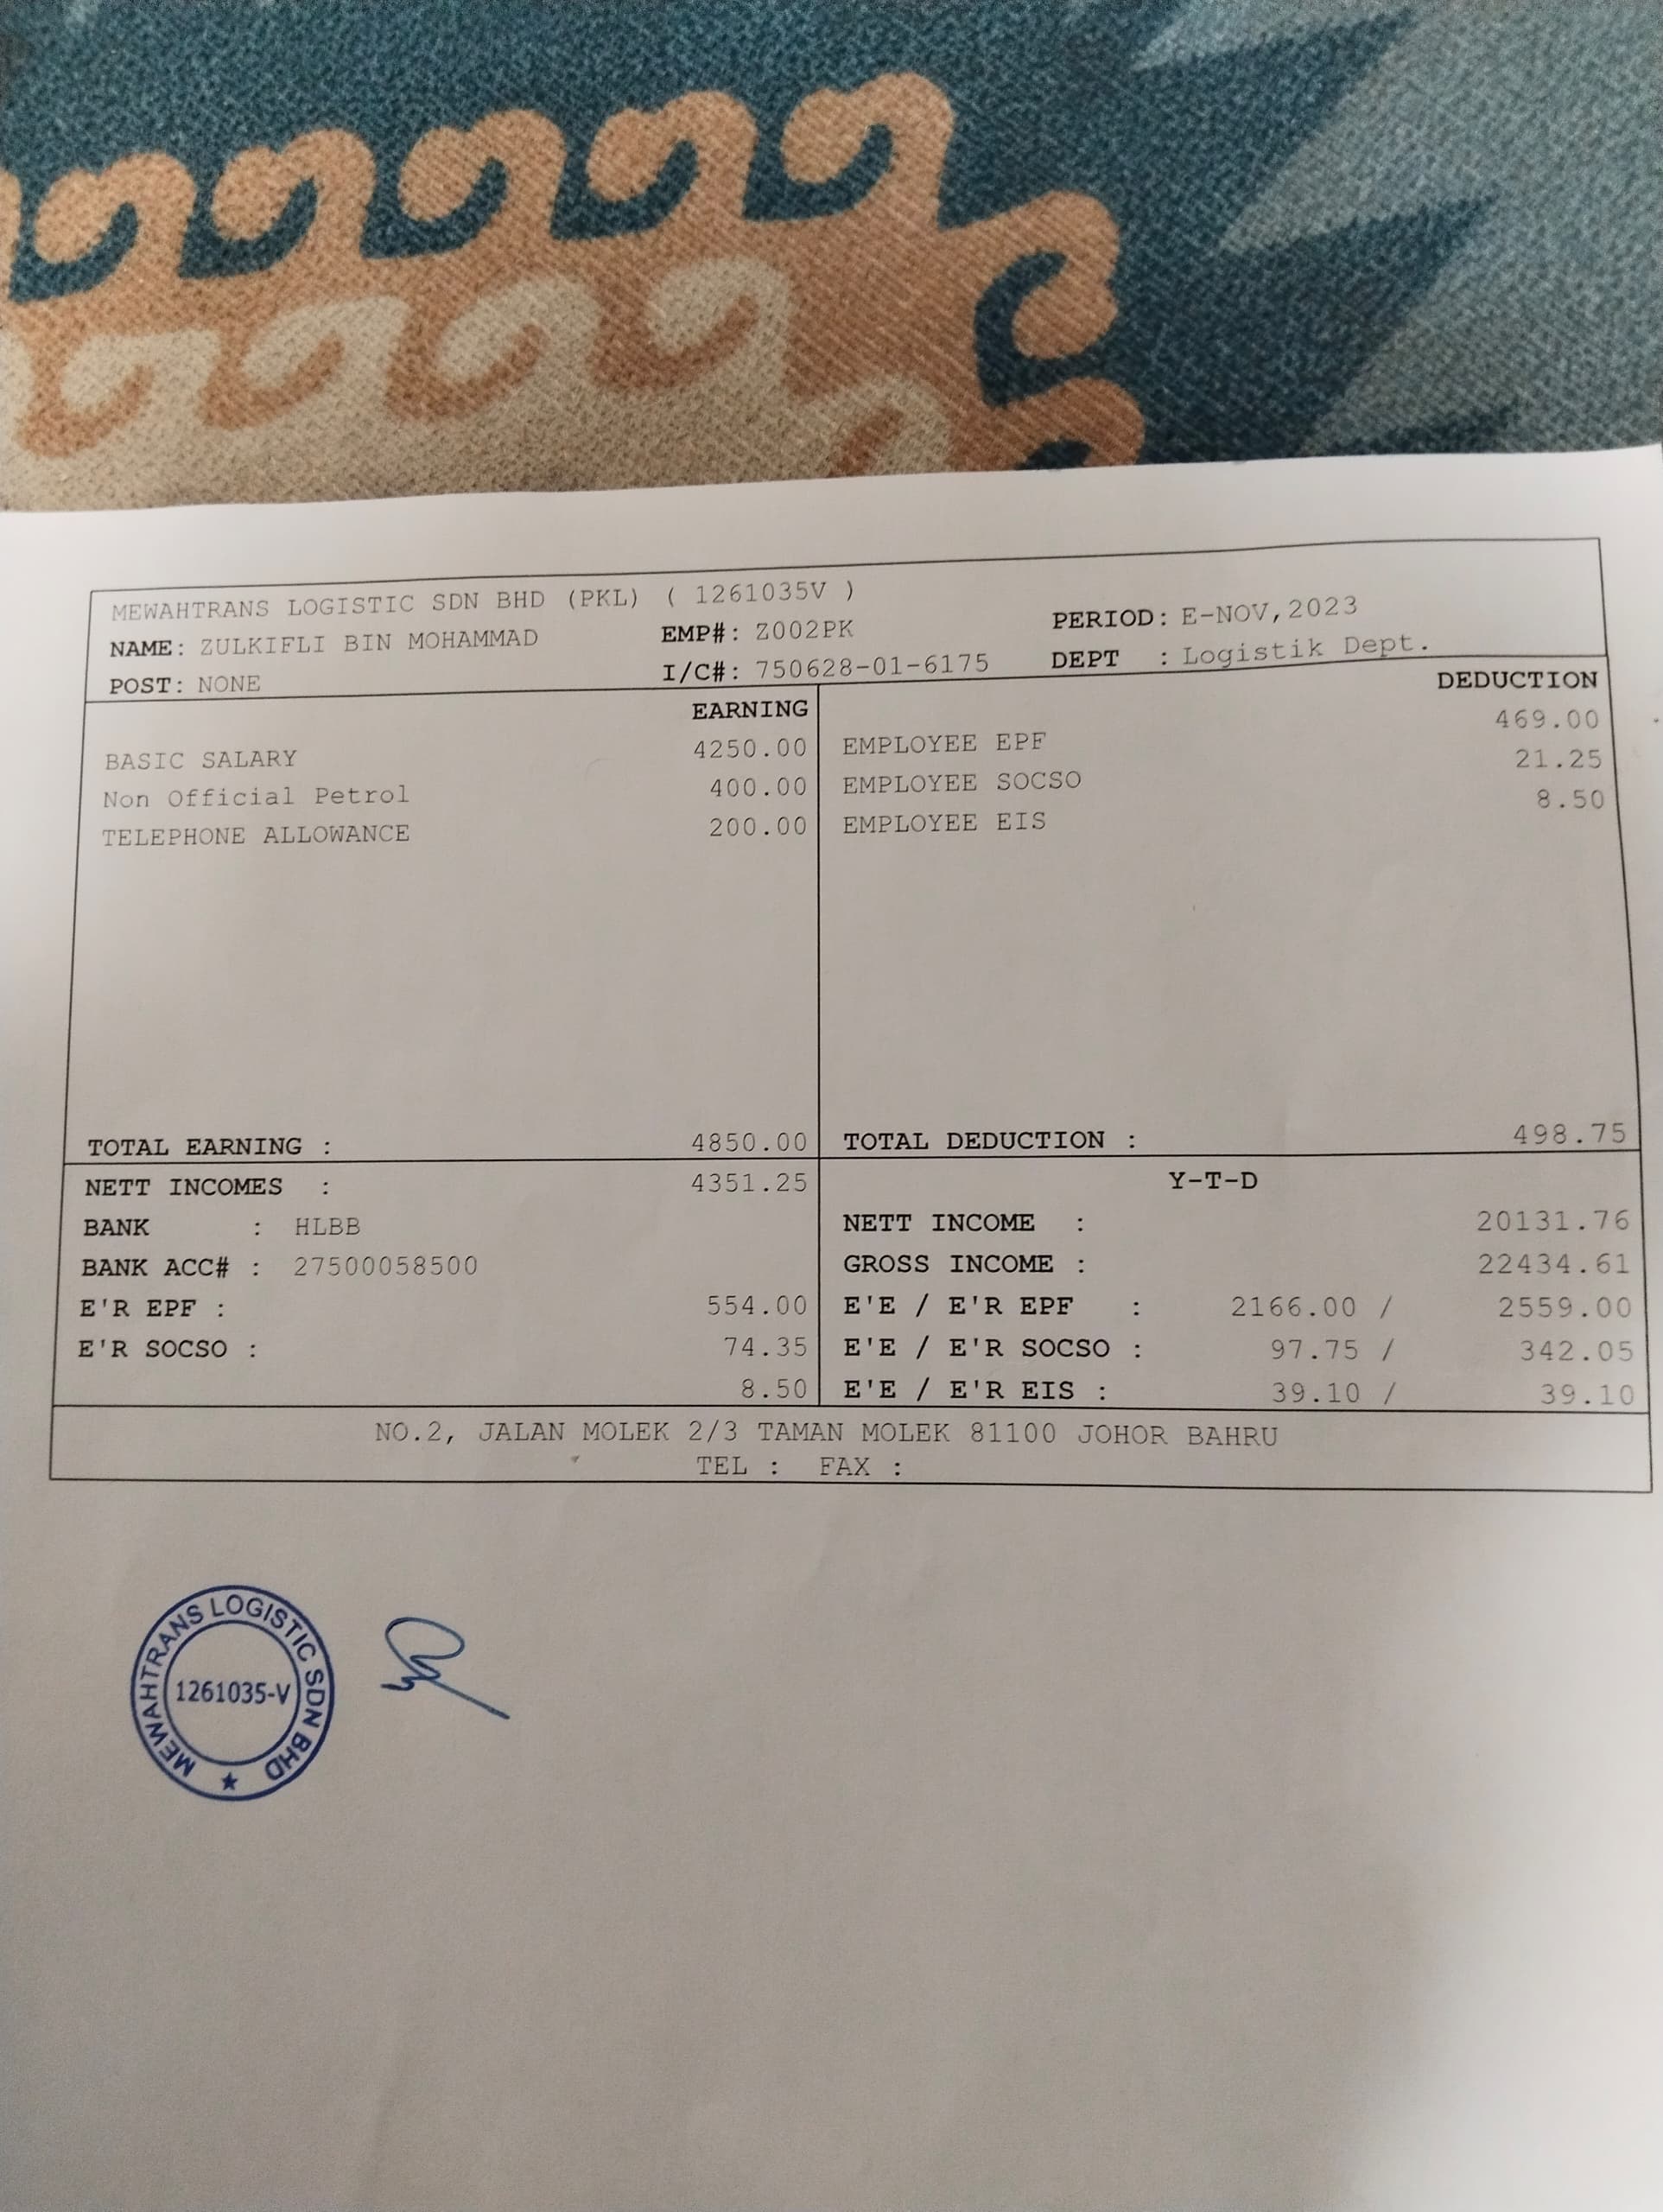 MEWAHTRANS LOGISTIC SDN BHD (PKL) ( 1261035V )
NAME: ZULKIFLI BIN MOHAMMAD EMP#: Z002PK PERIOD: E-NOV,2023
POST: NONE I/C#: 750628-01-6175 DEPT : Logistik Dept.
EARNING DEDUCTION
BASIC SALARY 4250.00 EMPLOYEE EPF 469.00
Non Official Petrol 400.00 EMPLOYEE SOCSO 21.25
TELEPHONE ALLOWANCE 200.00 EMPLOYEE EIS 8.50
TOTAL EARNING : 4850.00 TOTAL DEDUCTION : 498.75
NETT INCOMES : 4351.25 Y-T-D
BANK : HLBB NETT INCOME : 20131.76
BANK ACC# : 27500058500 GROSS INCOME : 22434.61
E'R EPF : 554.00 E'E / E'R EPF : 2166.00 / 2559.00
E'R SOCSO : 74.35 E'E / E'R SOCSO : 97.75 / 342.05
8.50 E'E / E'R EIS : 39.10 / 39.10
NO.2, JALAN MOLEK 2/3 TAMAN MOLEK 81100 JOHOR BAHRU
TEL : FAX :
MEWAHTRANS LOGISTIC SDN BHD
1261035-V